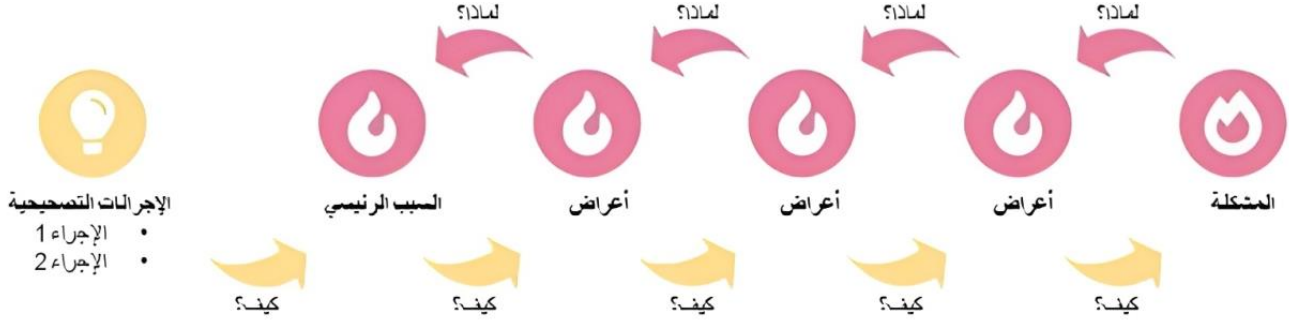 لماذا؟ لماذا؟ لماذا؟ لماذا؟
المشكلة أعراض أعراض أعراض السبب الرئيسي الإجراءات التصحيحية
• الإجراء 1
• الإجراء 2
كيف؟ كيف؟ كيف؟ كيف؟ كيف؟